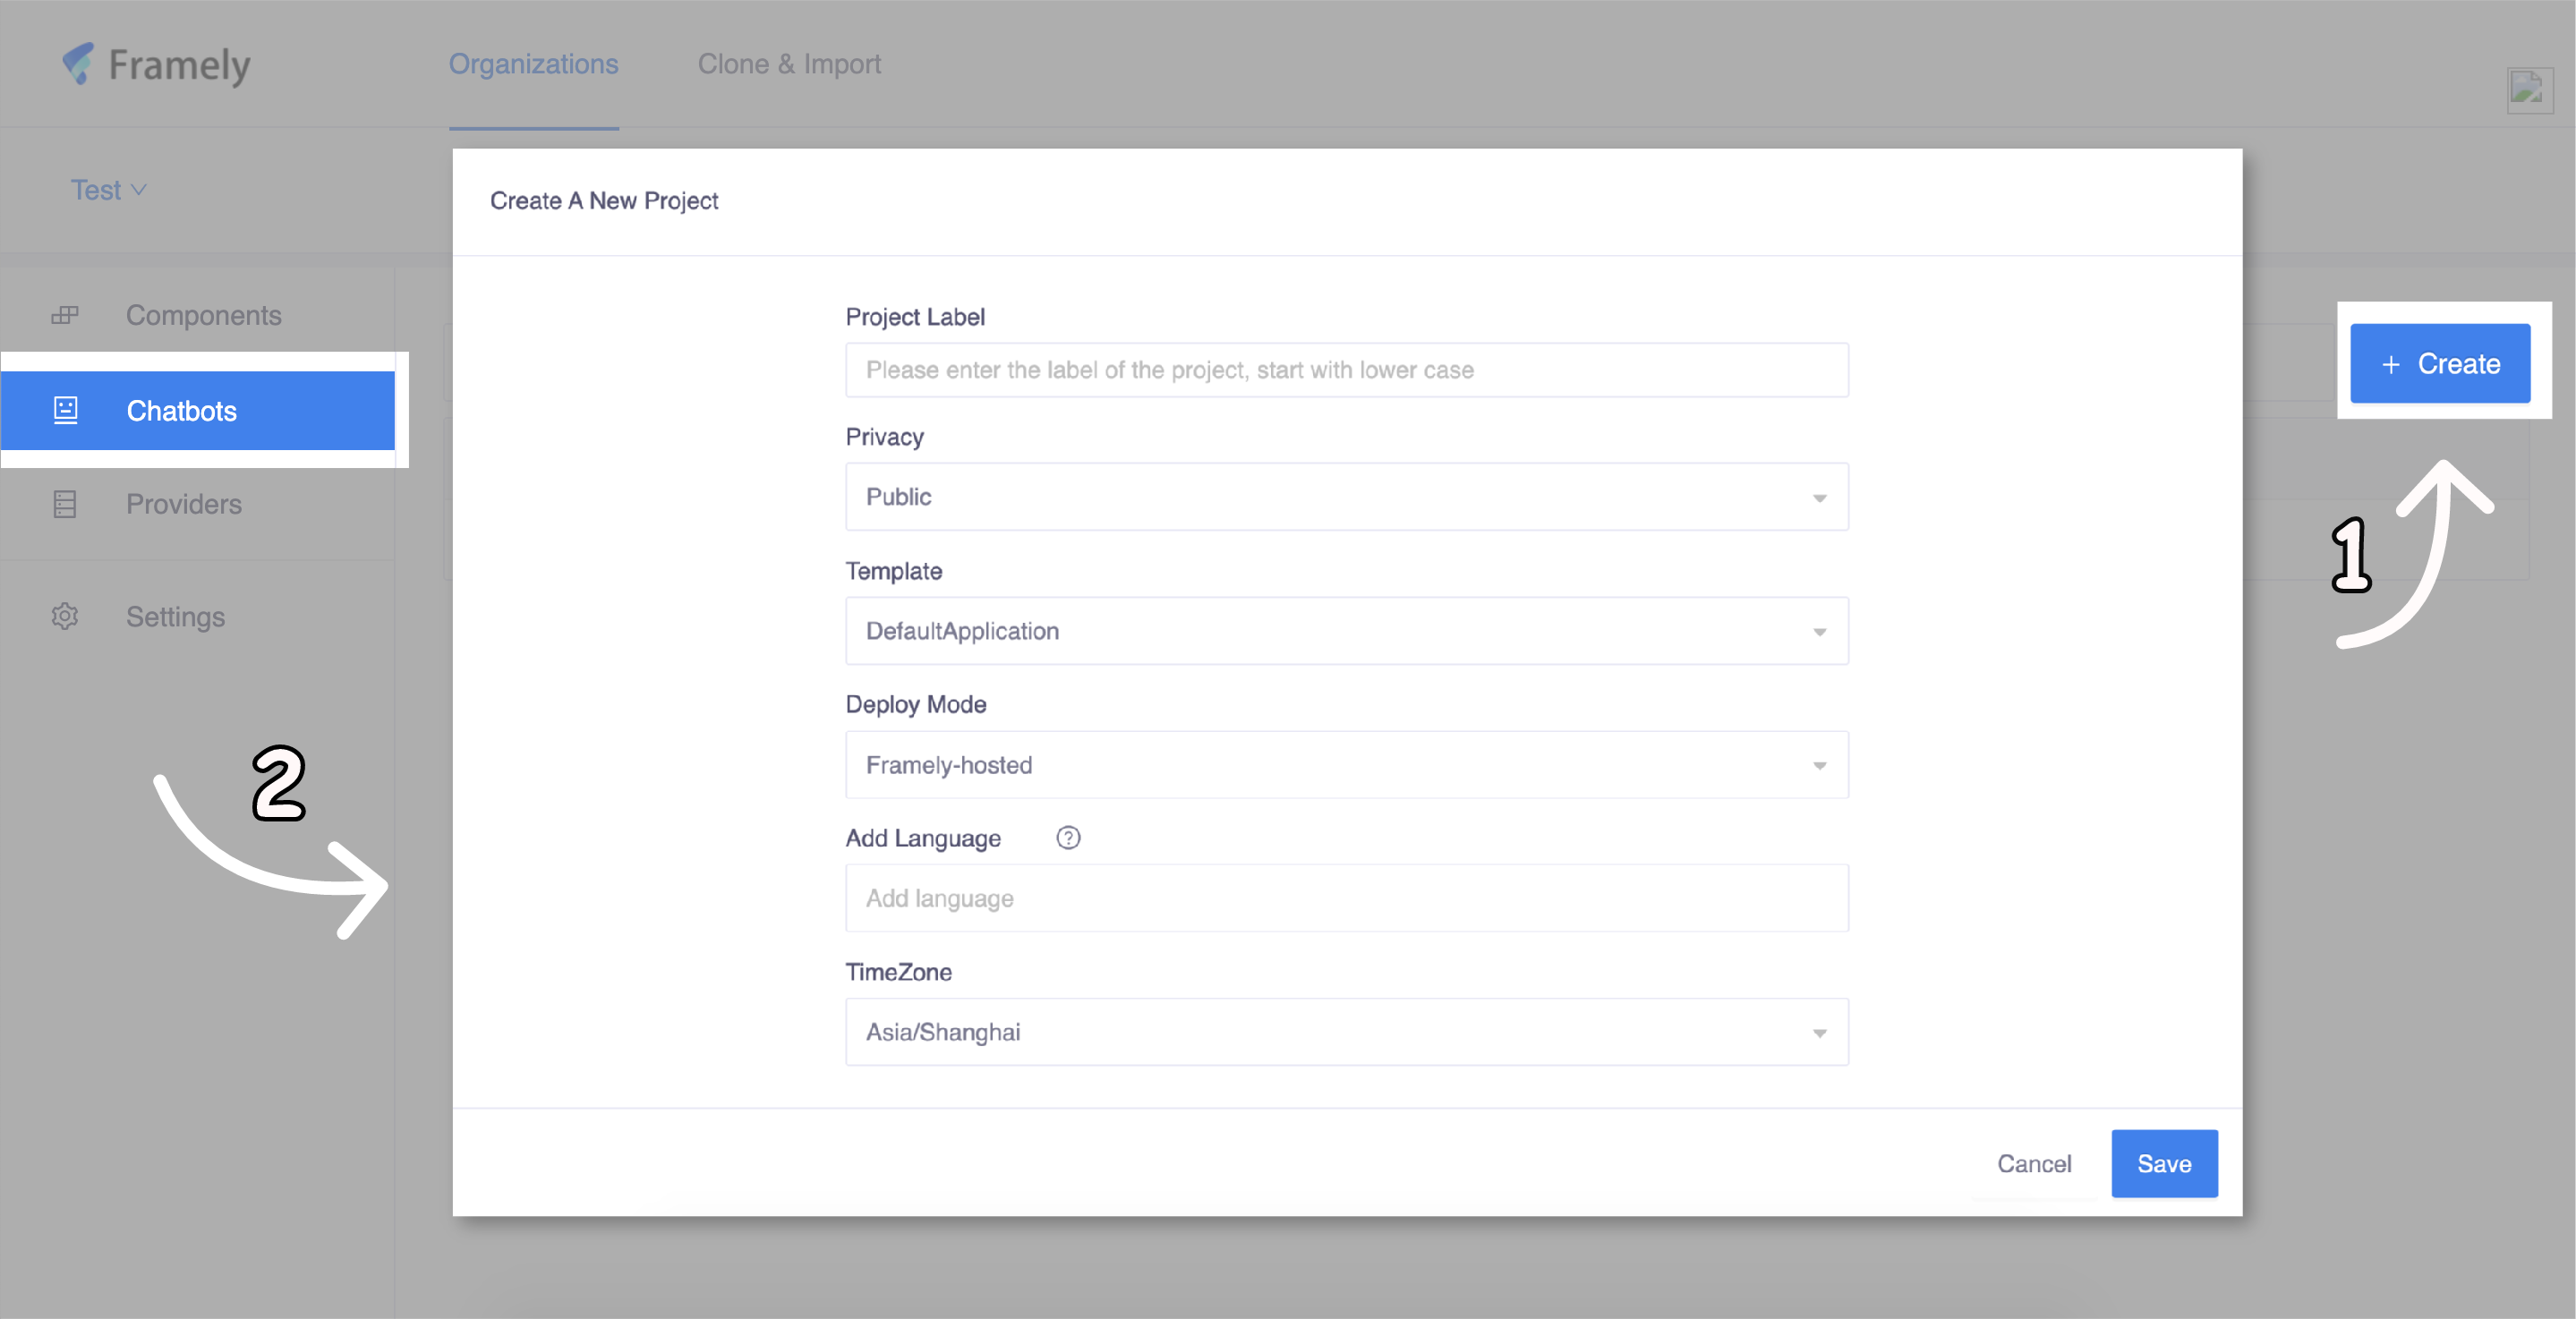 Framely
Organizations
Clone & Import
Test
Components
Chatbots
Providers
Settings
Create A New Project
Project Label
Please enter the label of the project, start with lower case
Privacy
Public
Template
DefaultApplication
Deploy Mode
Framely-hosted
Add Language ?
Add language
TimeZone
Asia/Shanghai
Cancel
Save
+ Create
1
2